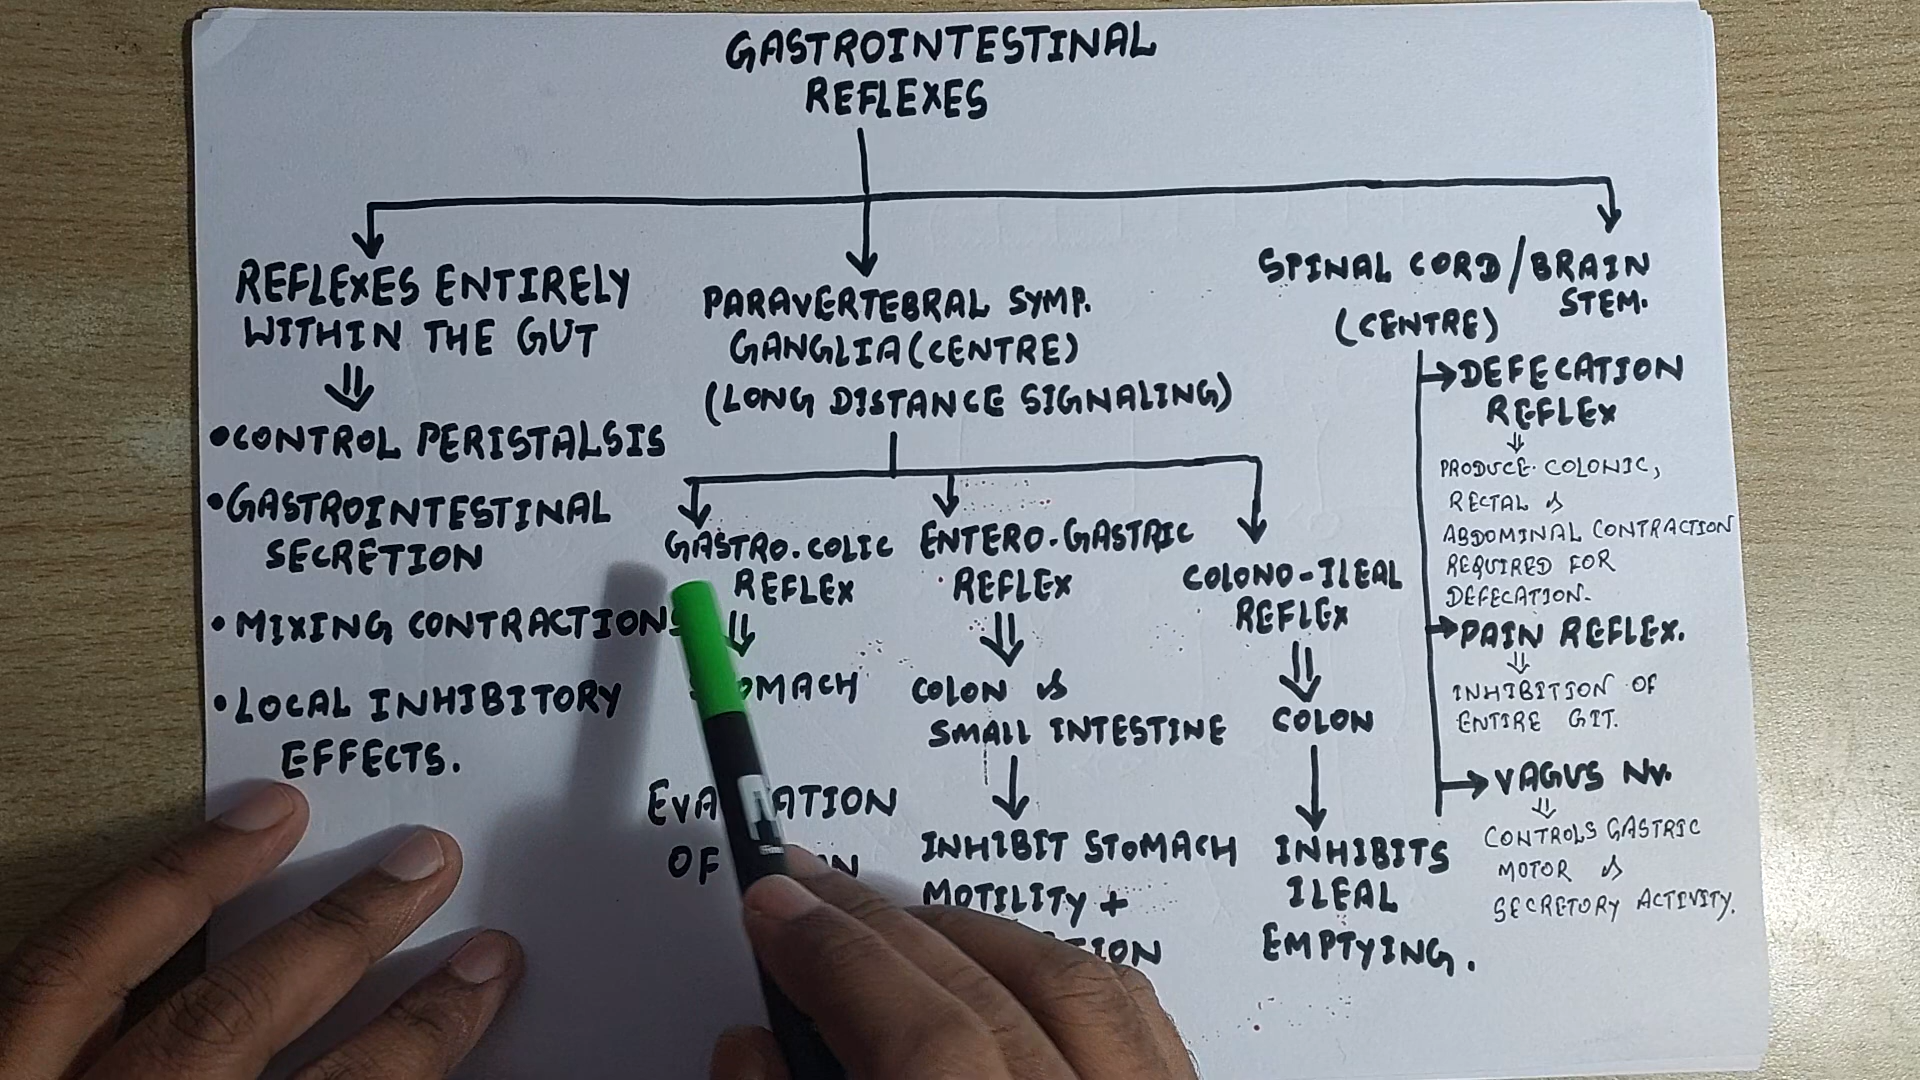 GASTROINTESTINAL
REFLEXES
REFLEXES ENTIRELY
WITHIN THE GUT
•CONTROL PERISTALSIS
•GASTROINTESTINAL
SECRETION
•MIXING CONTRACTIONS
•LOCAL INHIBITORY
EFFECTS.
PARAVERTEBRAL SYMP.
GANGLIA(CENTRE)
(LONG DISTANCE SIGNALING)
GASTRO.COLIC
REFLEX
OF
ENTERO-GASTRIC
REFLEX
COLON &
SMALL INTESTINE
INHIBIT STOMACH
MOTILITY +
COLONO-ILEAL
REFLEX
COLON
INHIBITS
ILEAL
EMPTYING.
SPINAL CORD/BRAIN
STEM.
(CENTRE)
DEFECATION
REFLEX
PRODUCE COLONIC,
RECTAL &
ABDOMINAL CONTRACTION
REQUIRED FOR
DEFECATION.
PAIN REFLEX.
INHIBITION OF
ENTIRE GIT.
VAGUS NV.
CONTROLS GASTRIC
MOTOR &
SECRETORY ACTIVITY.